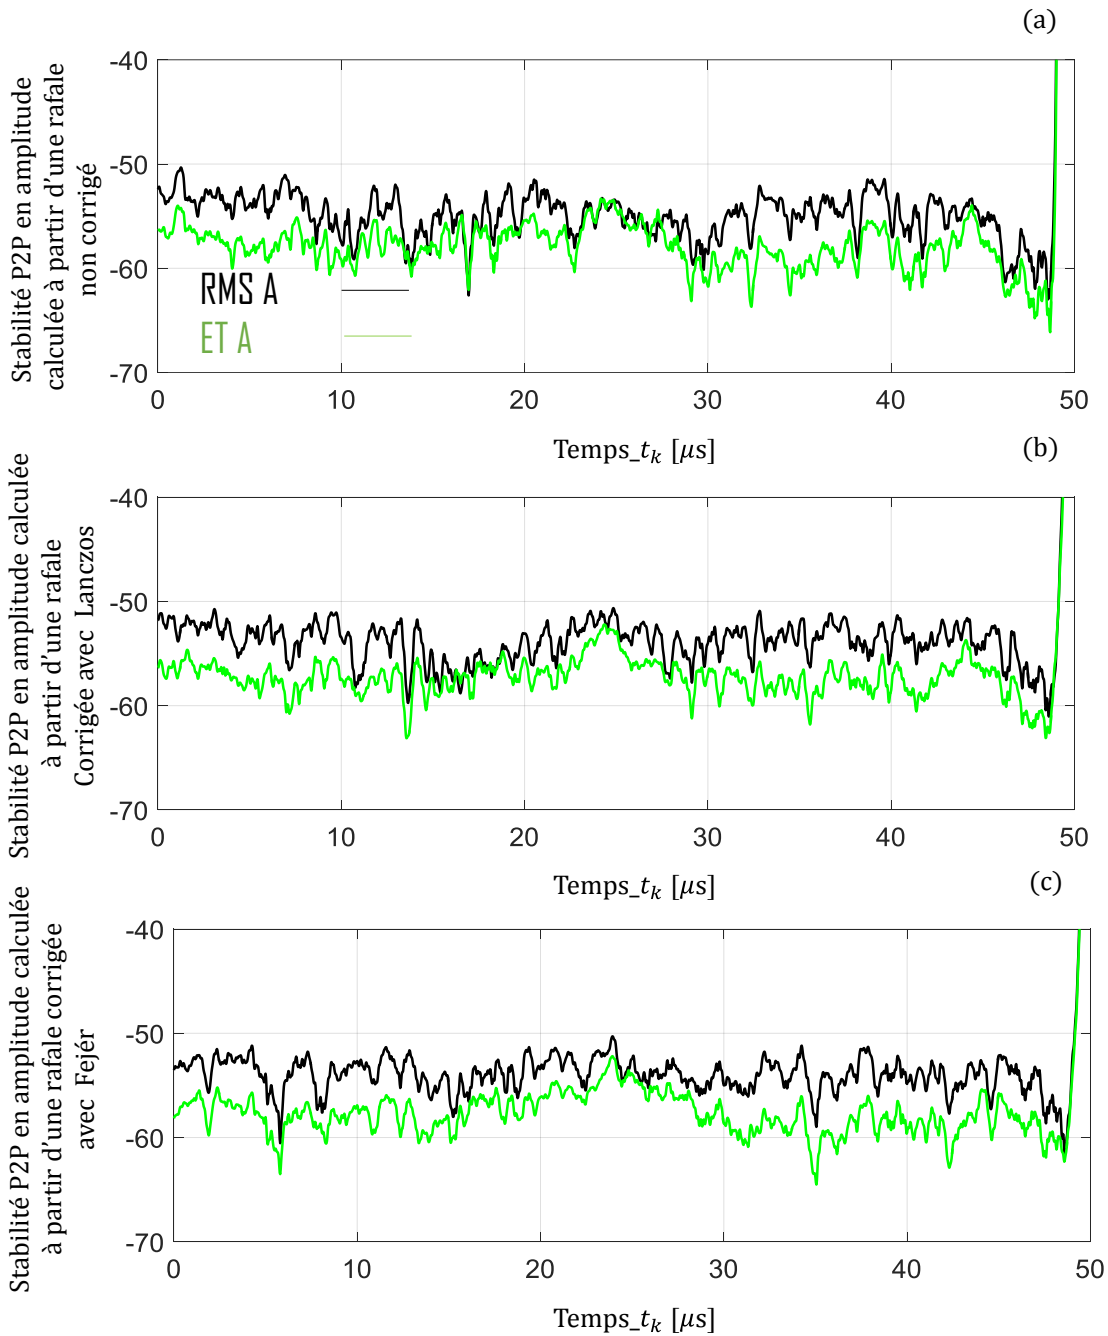 (a)
Stabilité P2P en amplitude
calculée à partir d'une rafale
non corrigé
-40
-50
-60
-70
RMS A
ET A
0 10 20 30 40 50
Temps_t_k [μs]
(b)
Stabilité P2P en amplitude calculée
à partir d'une rafale
Corrigée avec Lanczos
-40
-50
-60
-70
0 10 20 30 40 50
Temps_t_k [μs]
(c)
Stabilité P2P en amplitude calculée
à partir d'une rafale corrigée
avec Fejér
-40
-50
-60
-70
0 10 20 30 40 50
Temps_t_k [μs]